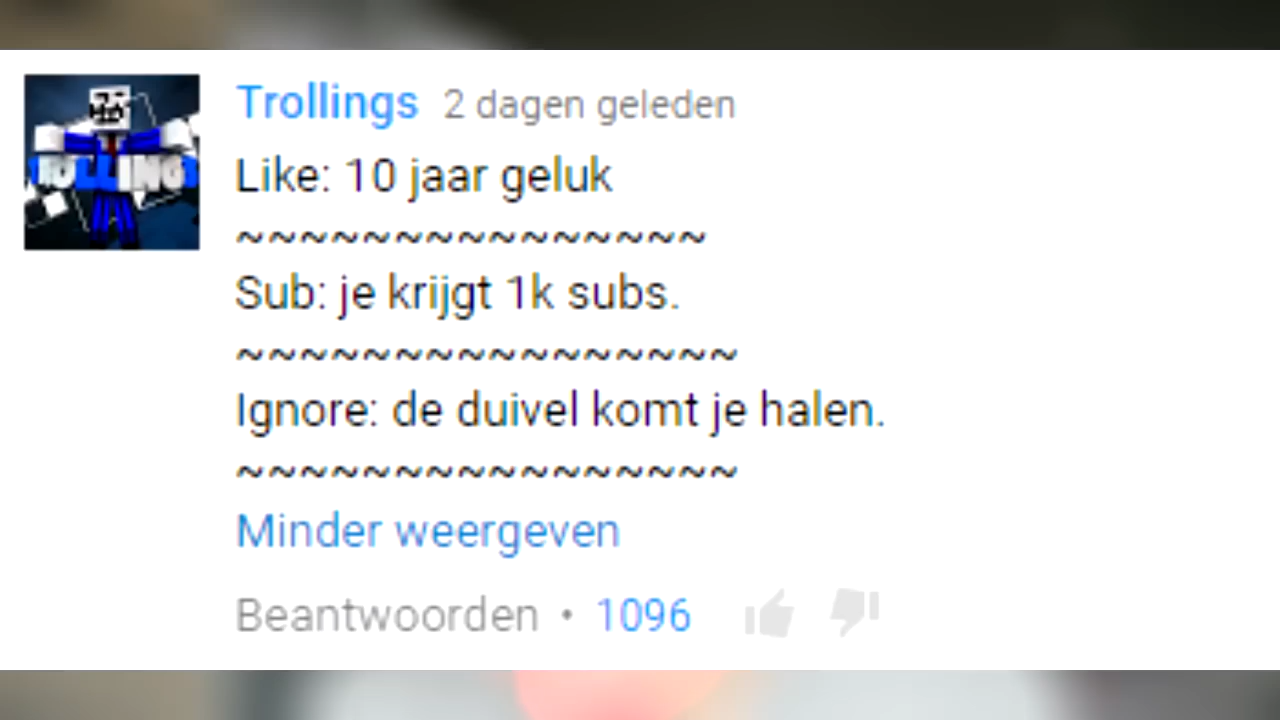 Trollings 2 dagen geleden
Like: 10 jaar geluk
~~~~~~~~~~~~~~~
Sub: je krijgt 1k subs.
~~~~~~~~~~~~~~~~
Ignore: de duivel komt je halen.
~~~~~~~~~~~~~~~~
Minder weergeven
Beantwoorden • 1096